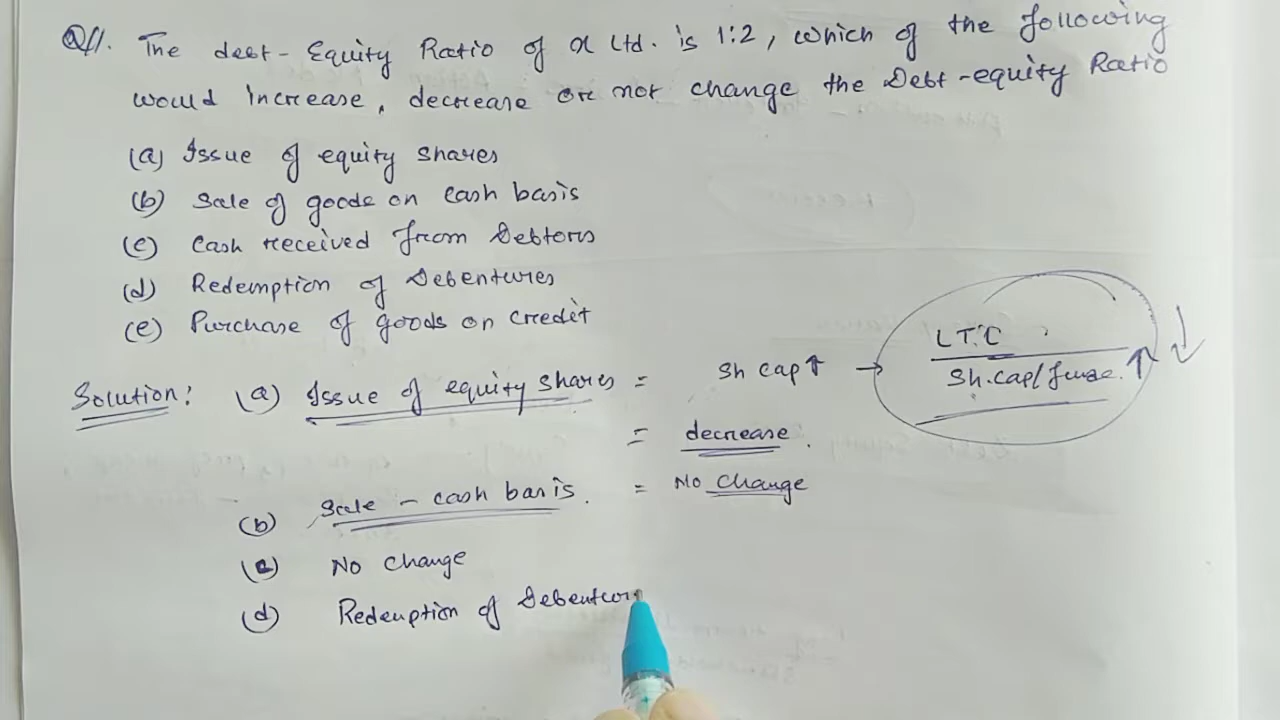 Q1. The debt - Equity Ratio of X Ltd. is 1:2, which of the following
would increase, decrease or not change the Debt-equity Ratio
(a) Issue of equity shares
(b) Sale of goods on cash basis
(c) Cash received from Debtors
(d) Redemption of Debentures
(e) Purchase of goods on credit
Solution: (a) Issue of equity shares = Sh cap↑ → LTC
Sh. cap/ ↑ ↓
= decrease.
(b) Sale - cash basis. = No change
(c) No change
(d) Redemption of